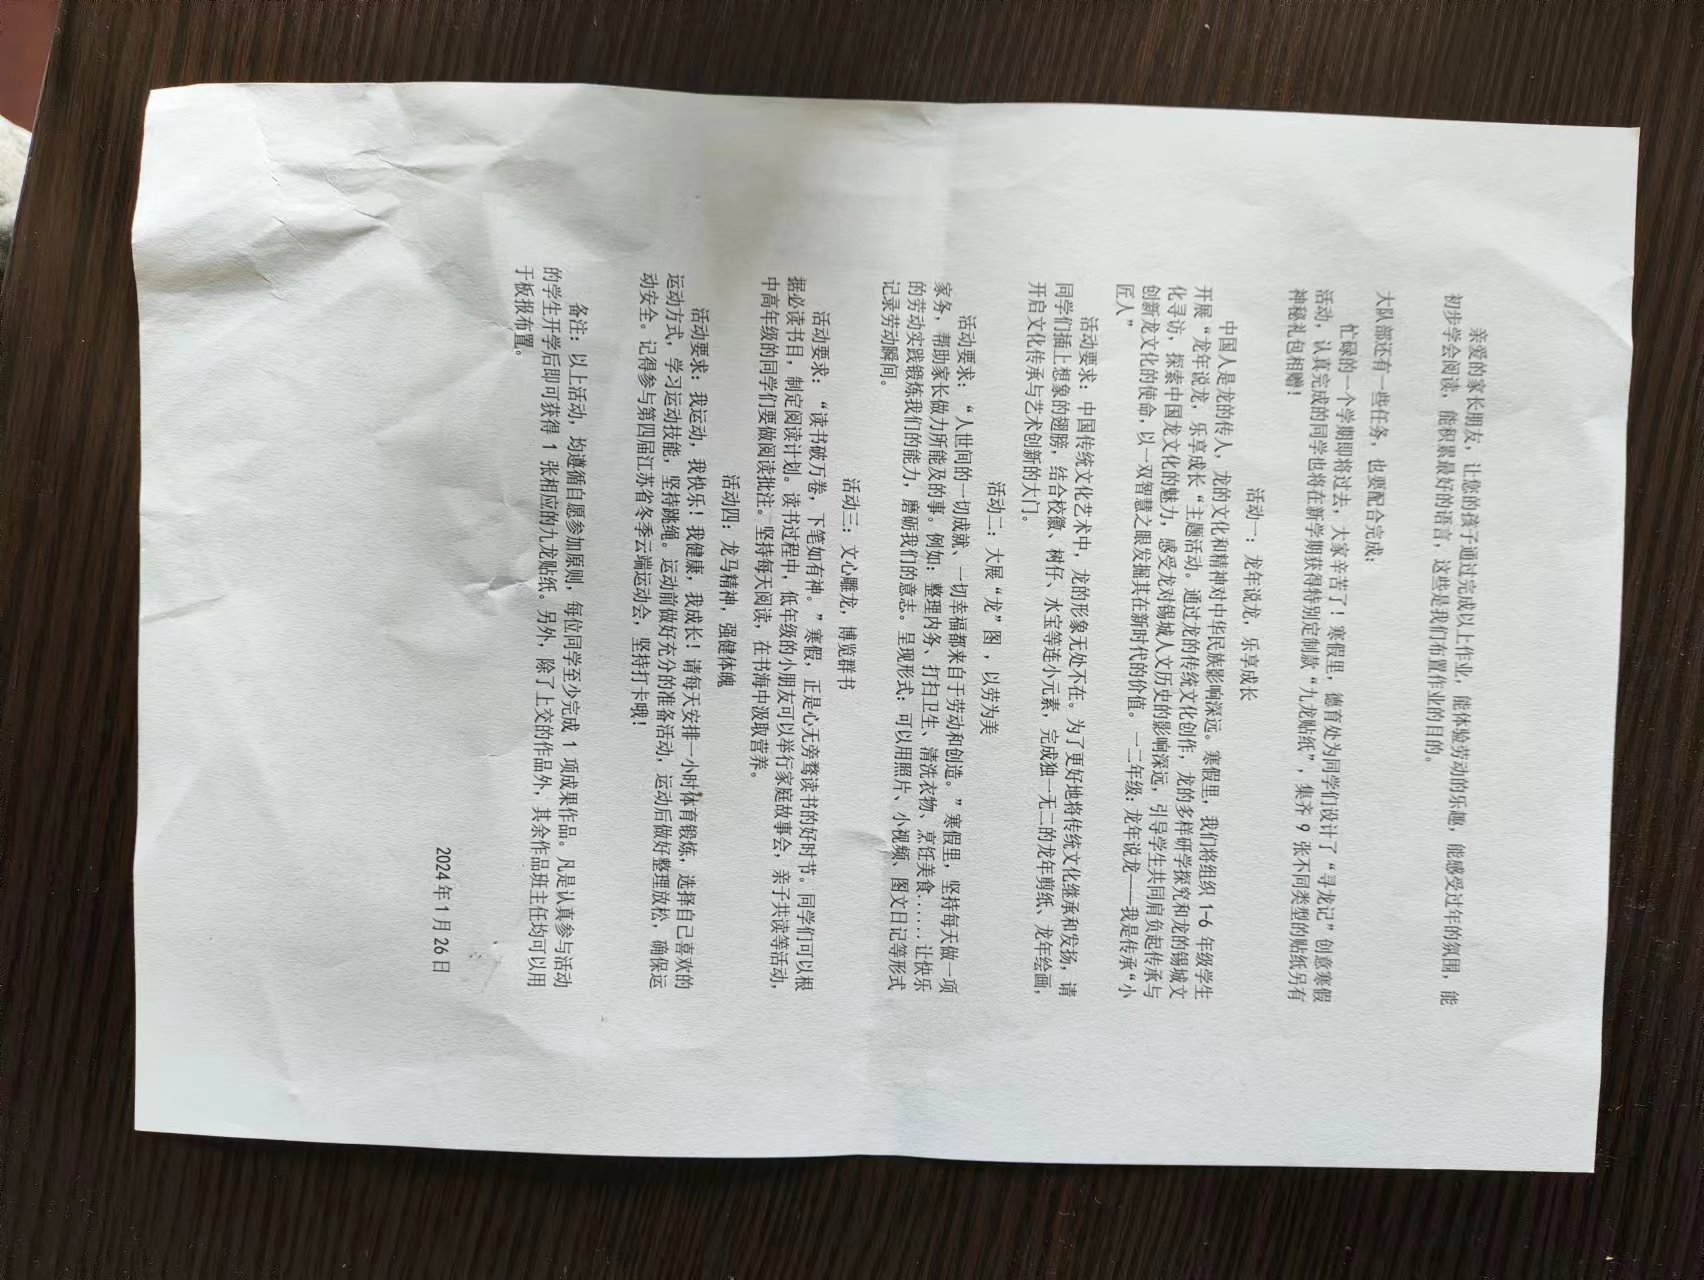 亲爱的家长朋友，让您的孩子通过完成以上作业，能体验劳动的乐趣，能感受过年的氛围，能
初步学会阅读，能积累最好的语言，这些是我们布置作业的目的。
大队部还有一些任务，也要配合完成：
忙碌的一个学期即将过去，大家辛苦了！寒假里，德育处为同学们设计了“寻龙记”创意寒假
活动，认真完成的同学也将在新学期获得特别定制款“九龙贴纸”，集齐 9 张不同类型的贴纸另有
神秘礼包相赠！
活动一：龙年说龙，乐享成长
中国人是龙的传人，龙的文化和精神对中华民族影响深远。寒假里，我们将组织 1-6 年级学生
开展“龙年说龙，乐享成长“主题活动。通过龙的传统文化创作，龙的多样研学探究和龙的锡城文
化寻访，探索中国龙文化的魅力，感受龙对锡城人文历史的影响深远，引导学生共同肩负起传承与
创新龙文化的使命，以一双智慧之眼发掘其在新时代的价值。一二年级：龙年说龙——我是传承“小
匠人”
活动要求：中国传统文化艺术中，龙的形象无处不在。为了更好地将传统文化继承和发扬，请
同学们插上想象的翅膀，结合校徽、树仔、水宝等连小元素，完成独一无二的龙年剪纸、龙年绘画，
开启文化传承与艺术创新的大门。
活动二：大展“龙”图，以劳为美
活动要求：“人世间的一切成就、一切幸福都来自于劳动和创造。”寒假里，坚持每天做一项
家务，帮助家长做力所能及的事。例如：整理内务、打扫卫生、清洗衣物、烹饪美食......让快乐
的劳动实践锻炼我们的能力，磨砺我们的意志。呈现形式：可以用照片、小视频、图文日记等形式
记录劳动瞬间。
活动三：文心雕龙，博览群书
活动要求：“读书破万卷，下笔如有神。”寒假，正是心无旁骛读书的好时节。同学们可以根
据必读书目，制定阅读计划。读书过程中，低年级的小朋友可以举行家庭故事会，亲子共读等活动，
中高年级的同学们要做阅读批注。坚持每天阅读，在书海中汲取营养。
活动四：龙马精神，强健体魄
活动要求：我运动，我快乐！我健康，我成长！请每天安排一小时体育锻炼，选择自己喜欢的
运动方式，学习运动技能，坚持跳绳。运动前做好充分的准备活动，运动后做好整理放松，确保运
动安全。记得参与第四届江苏省冬季云端运动会，坚持打卡哦！
备注：以上活动，均遵循自愿参加原则，每位同学至少完成 1 项成果作品。凡是认真参与活动
的学生开学后即可获得 1 张相应的九龙贴纸。另外，除了上交的作品外，其余作品班主任均可以用
于板报布置。
2024年1月26日